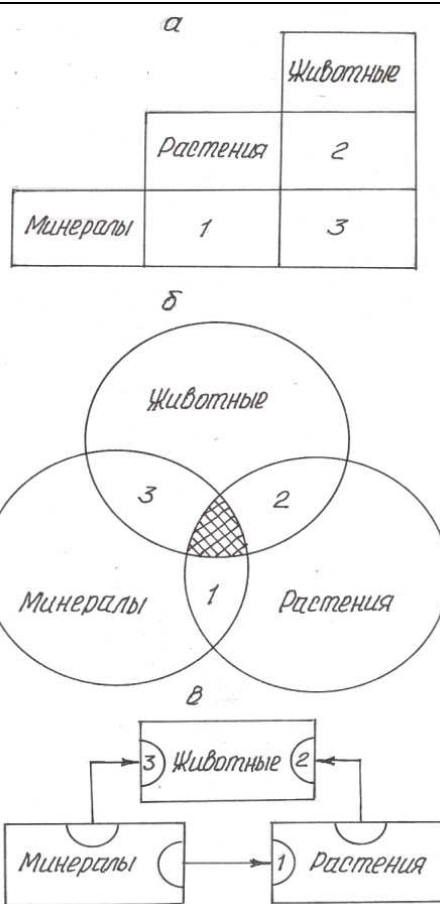 а
Животные
Растения 2
Минералы 1 3
б
Животные
3 2
Минералы 1 Растения
в
3 Животные 2
Минералы 1 Растения